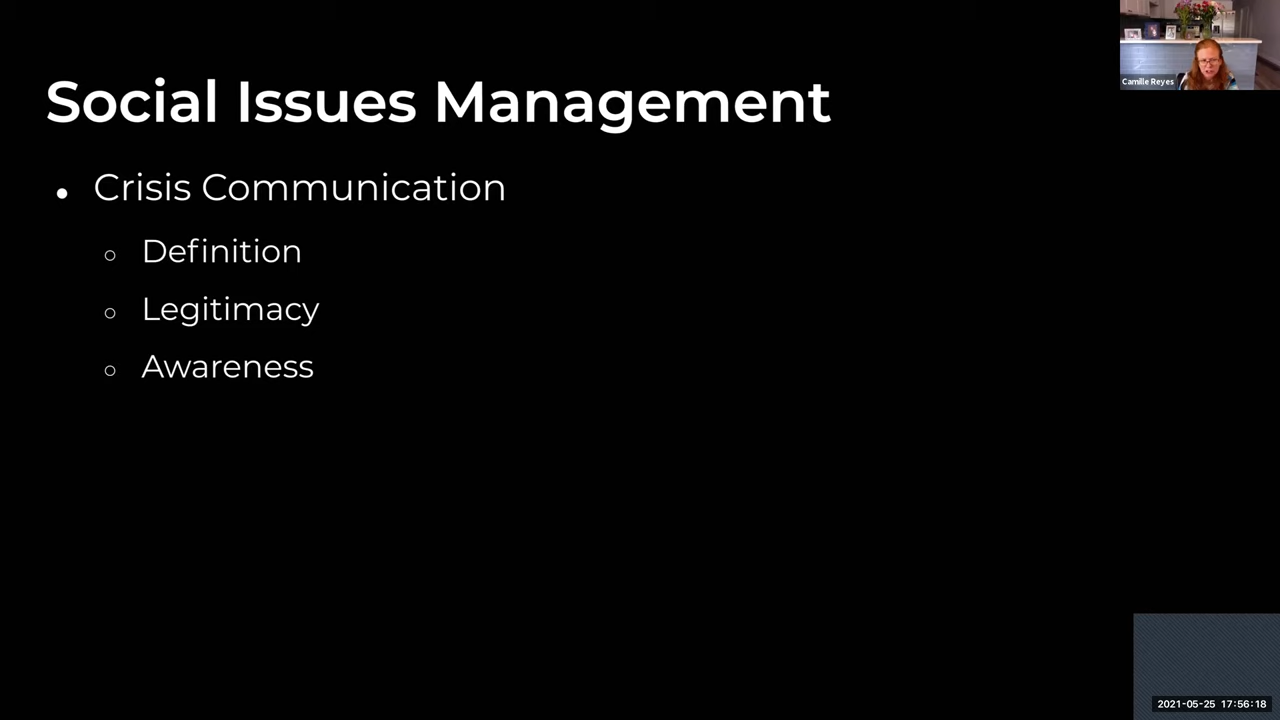 Social Issues Management
Camille Reyes
● Crisis Communication
○ Definition
○ Legitimacy
○ Awareness
2021-05-25 17:56:18